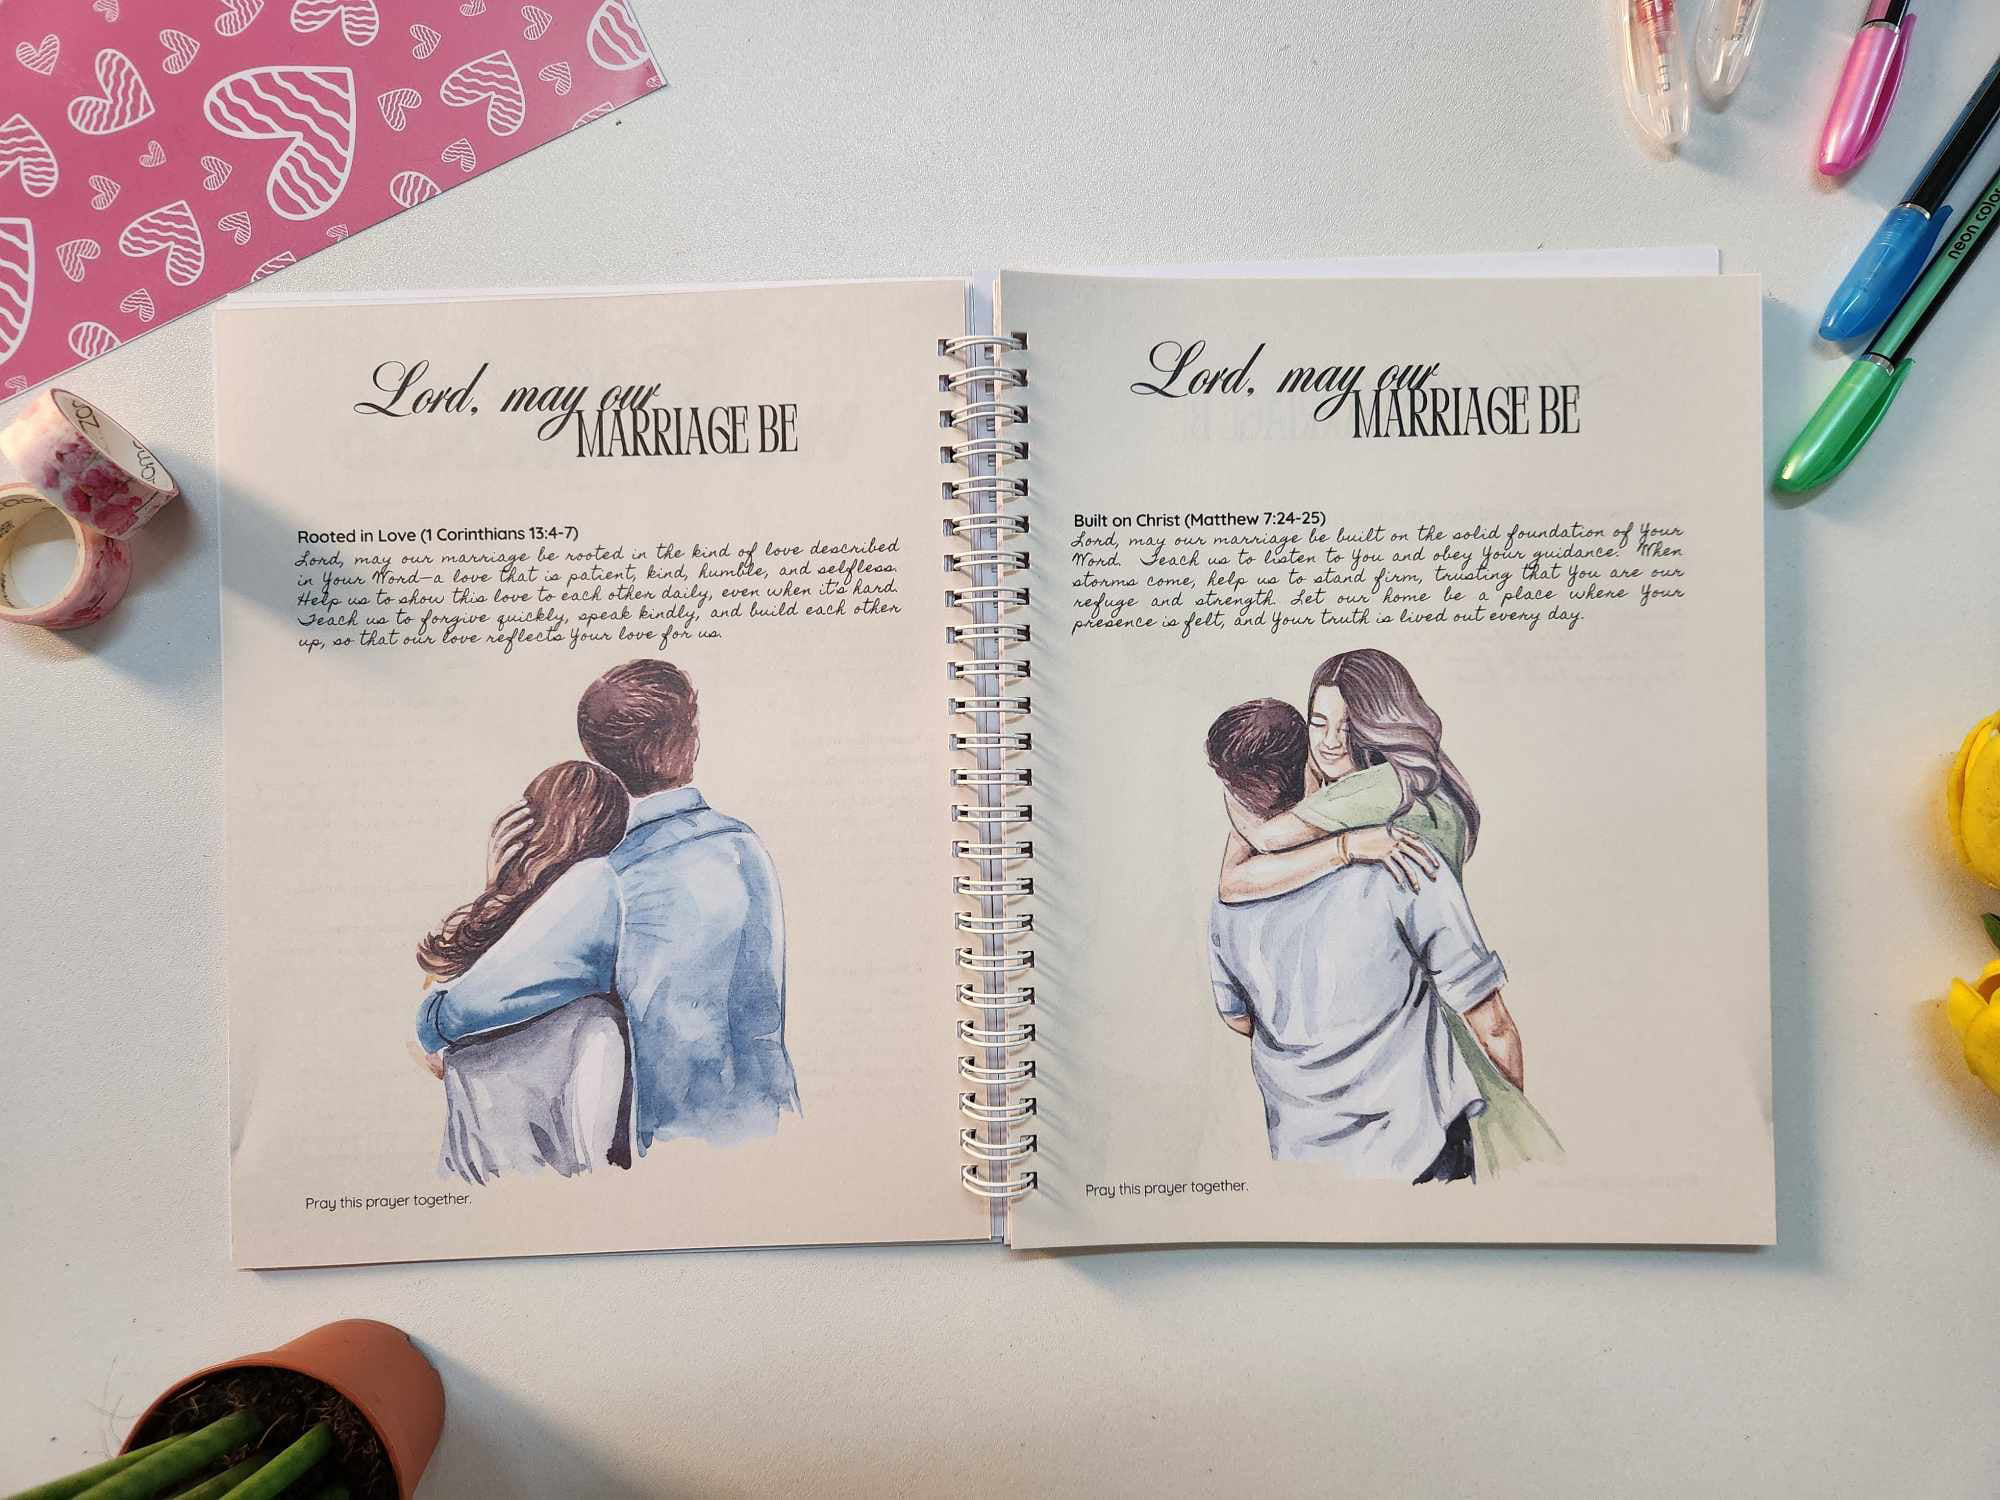 Lord, may our
MARRIAGE BE
Rooted in Love (1 Corinthians 13:4-7)
Lord, may our marriage be rooted in the kind of love described
in Your Word—a love that is patient, kind, humble, and selfless.
Help us to show this love to each other daily, even when it's hard.
Teach us to forgive quickly, speak kindly, and build each other
up, so that our love reflects Your love for us.
Pray this prayer together.
Lord, may our
MARRIAGE BE
Built on Christ (Matthew 7:24-25)
Lord, may our marriage be built on the solid foundation of Your
Word. Teach us to listen to You and obey Your guidance. When
storms come, help us to stand firm, trusting that You are our
refuge and strength. Let our home be a place where Your
presence is felt, and Your truth is lived out every day.
Pray this prayer together.
neon color